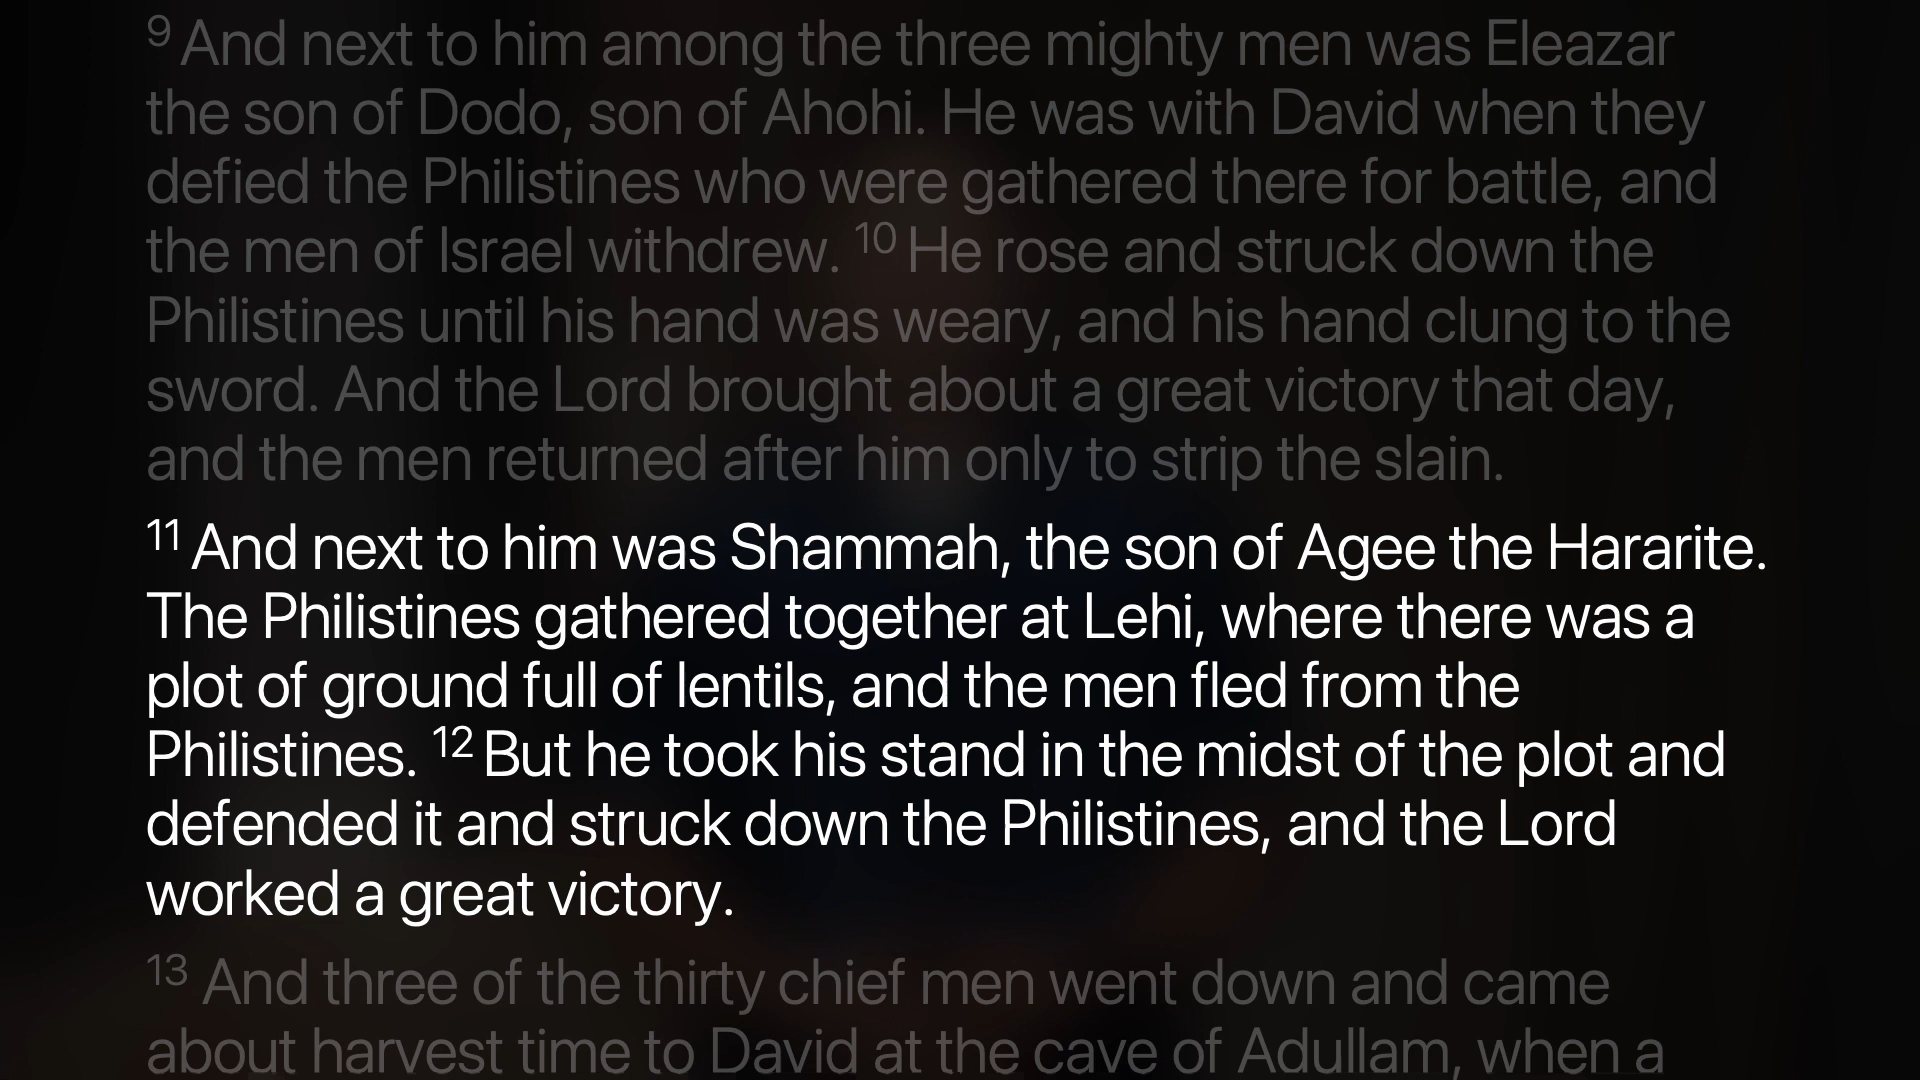 9 And next to him among the three mighty men was Eleazar
the son of Dodo, son of Ahohi. He was with David when they
defied the Philistines who were gathered there for battle, and
the men of Israel withdrew. 10 He rose and struck down the
Philistines until his hand was weary, and his hand clung to the
sword. And the Lord brought about a great victory that day,
and the men returned after him only to strip the slain.
11 And next to him was Shammah, the son of Agee the Hararite.
The Philistines gathered together at Lehi, where there was a
plot of ground full of lentils, and the men fled from the
Philistines. 12 But he took his stand in the midst of the plot and
defended it and struck down the Philistines, and the Lord
worked a great victory.
13 And three of the thirty chief men went down and came
about harvest time to David at the cave of Adullam, when a